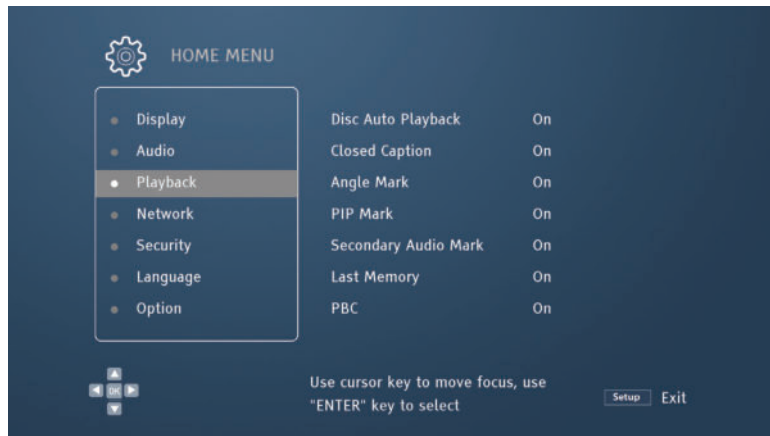 HOME MENU
Display
Audio
Playback
Network
Security
Language
Option
Disc Auto Playback On
Closed Caption On
Angle Mark On
PIP Mark On
Secondary Audio Mark On
Last Memory On
PBC On
OK
Use cursor key to move focus, use
"ENTER" key to select
Setup Exit